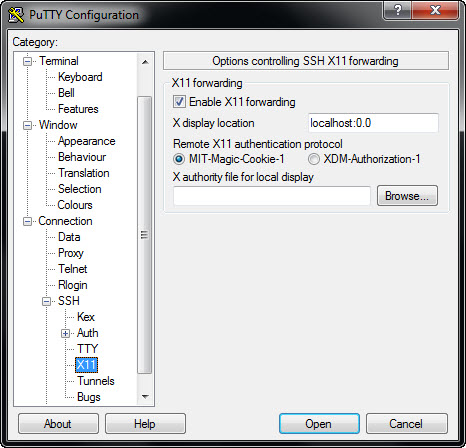 PuTTY Configuration
?
Category:
Terminal
Keyboard
Bell
Features
Window
Appearance
Behaviour
Translation
Selection
Colours
Connection
Data
Proxy
Telnet
Rlogin
SSH
Kex
Auth
TTY
X11
Tunnels
Bugs
Options controlling SSH X11 forwarding
X11 forwarding
Enable X11 forwarding
X display location localhost:0.0
Remote X11 authentication protocol
MIT-Magic-Cookie-1 XDM-Authorization-1
X authority file for local display
Browse...
About Help Open Cancel